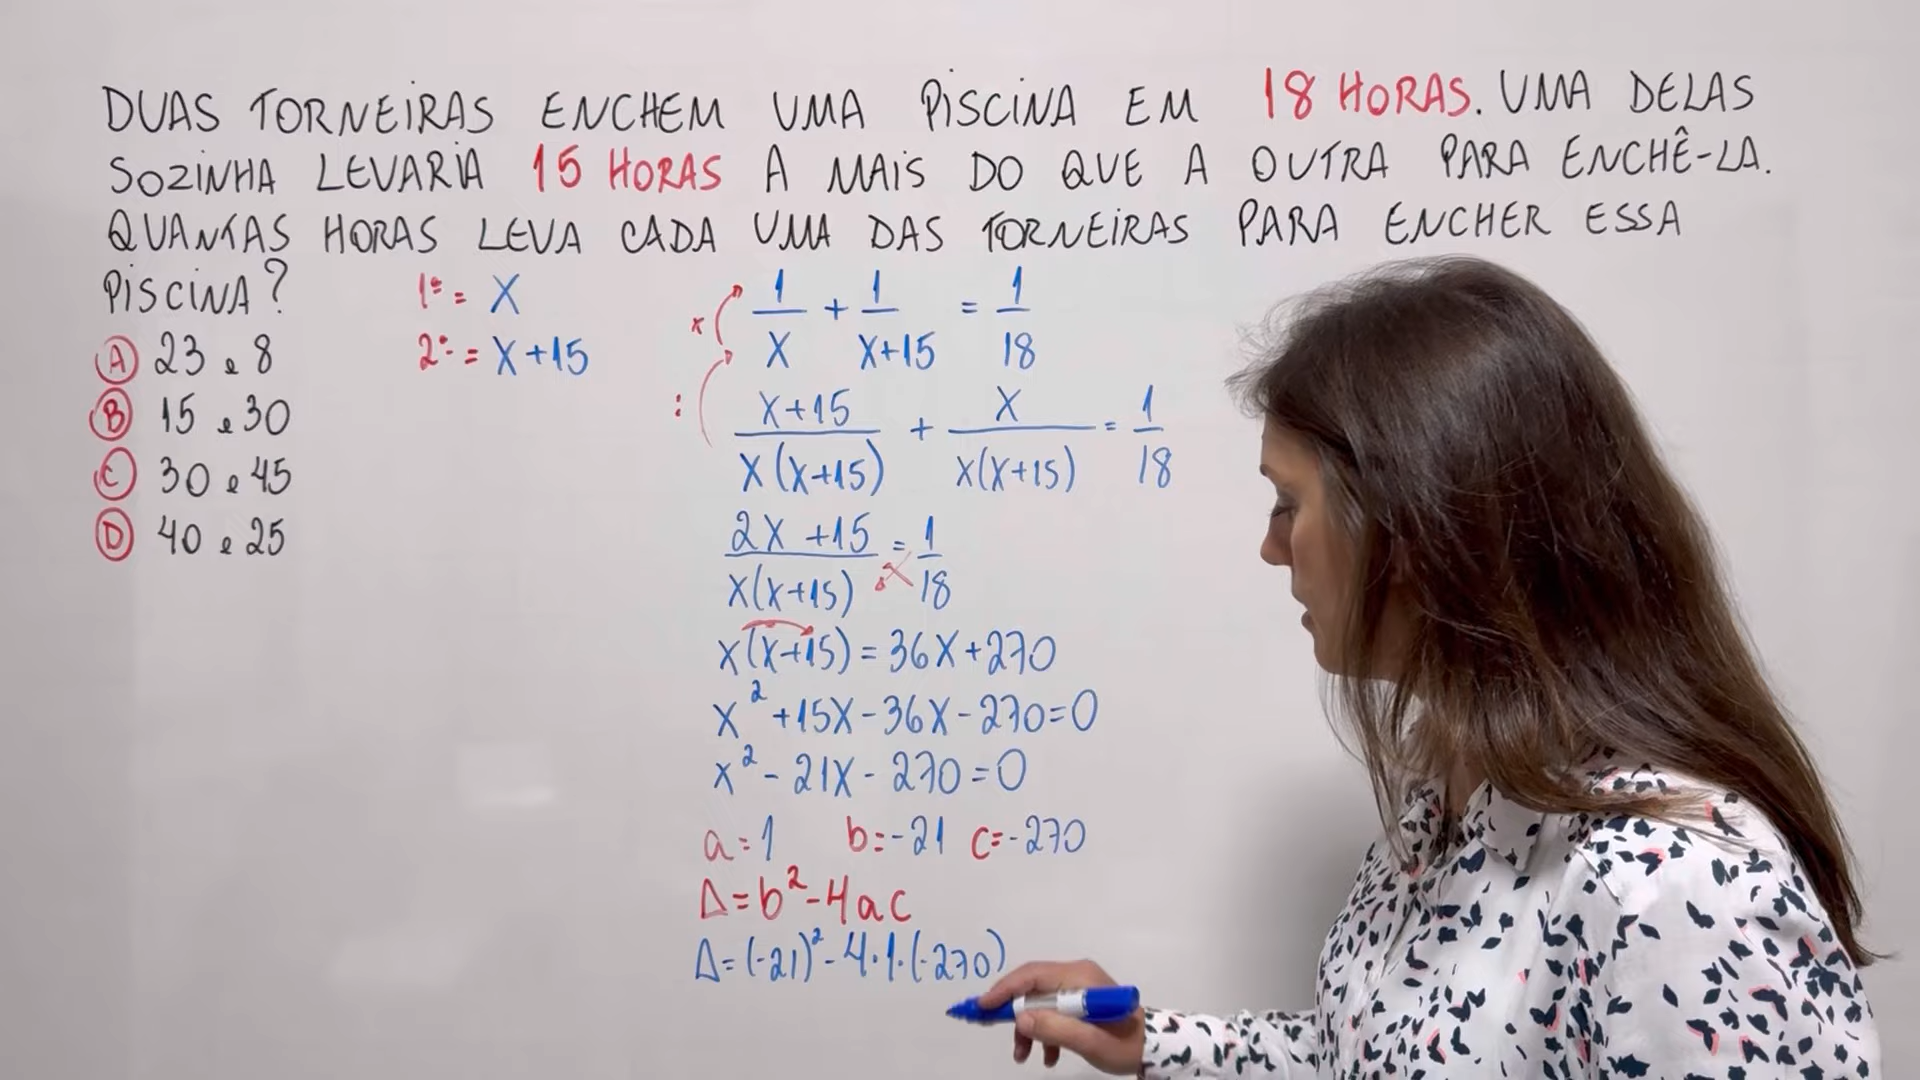 DUAS TORNEIRAS ENCHEM UMA PISCINA EM 18 HORAS. UMA DELAS
SOZINHA LEVARIA 15 HORAS A MAIS DO QUE A OUTRA PARA ENCHÊ-LA.
QUANTAS HORAS LEVA CADA UMA DAS TORNEIRAS PARA ENCHER ESSA
PISCINA?
A 23 e 8
B 15 e 30
C 30 e 45
D 40 e 25
1ª = X
2ª = X+15
x 1/X + 1/X+15 = 1/18
: X+15/X(X+15) + X/X(X+15) = 1/18
2X+15/X(X+15) = 1/18
X(X+15) = 36X+270
X² +15X-36X-270=0
X² - 21X - 270=0
a=1 b=-21 c=-270
Δ=b²-4ac
Δ=(-21)²-4·1·(-270)